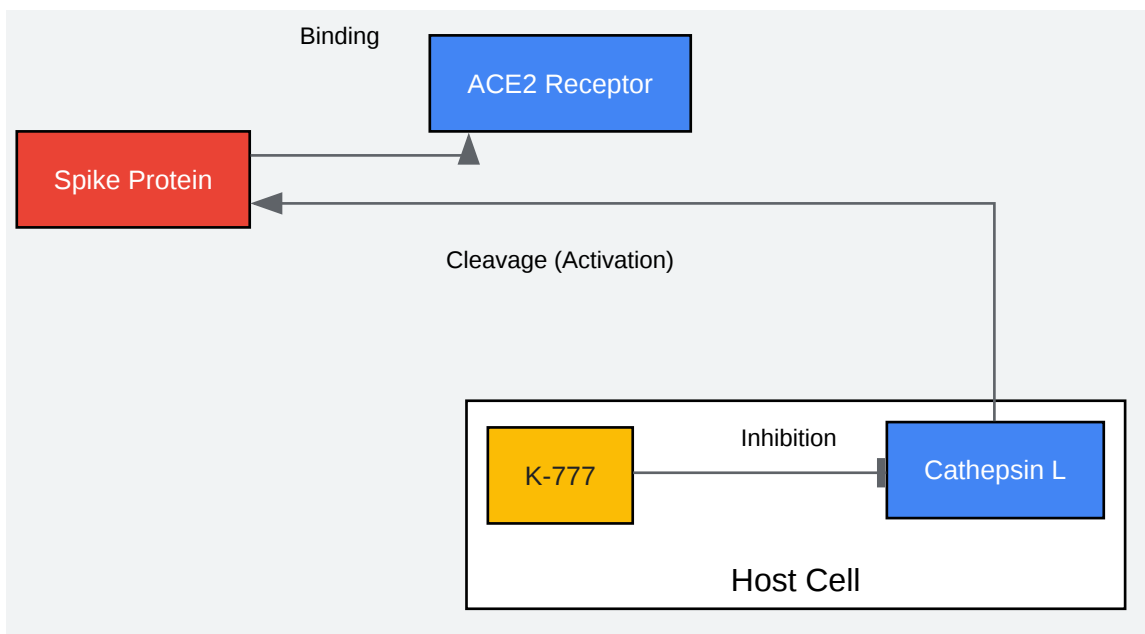 Binding
ACE2 Receptor
Spike Protein
Cleavage (Activation)
Inhibition
K-777
Cathepsin L
Host Cell